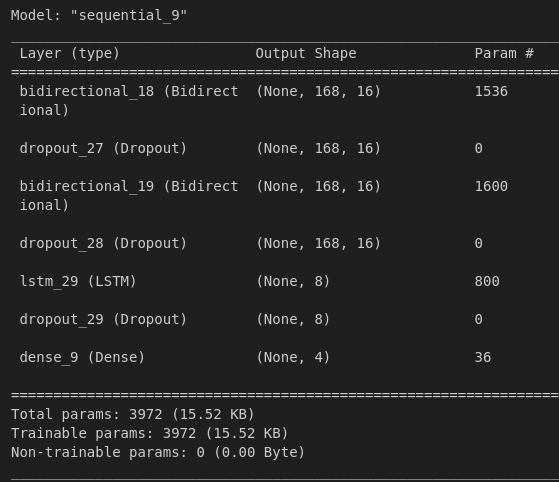 Model: "sequential_9"
_________________________________________________________________
Layer (type) Output Shape Param #
=================================================================
bidirectional_18 (Bidirect (None, 168, 16) 1536
ional)
dropout_27 (Dropout) (None, 168, 16) 0
bidirectional_19 (Bidirect (None, 168, 16) 1600
ional)
dropout_28 (Dropout) (None, 168, 16) 0
lstm_29 (LSTM) (None, 8) 800
dropout_29 (Dropout) (None, 8) 0
dense_9 (Dense) (None, 4) 36
=================================================================
Total params: 3972 (15.52 KB)
Trainable params: 3972 (15.52 KB)
Non-trainable params: 0 (0.00 Byte)
_________________________________________________________________